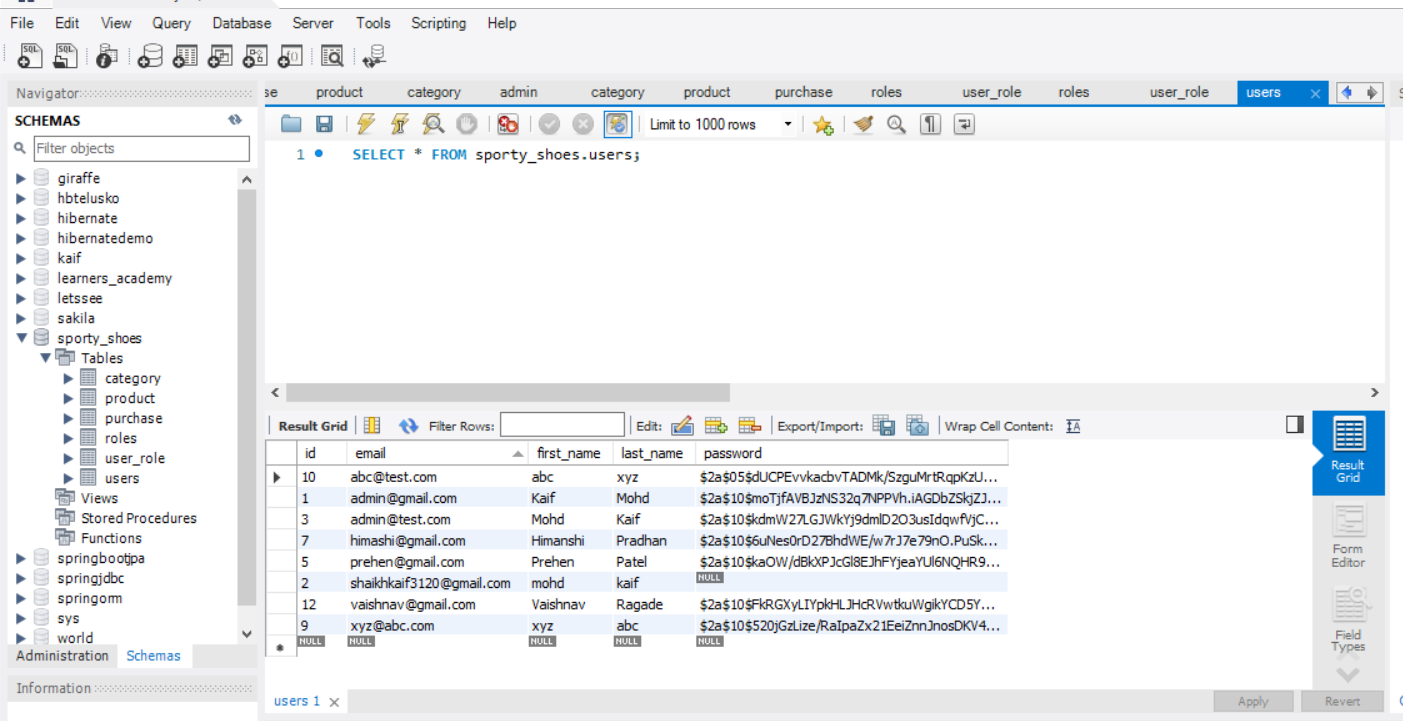 File Edit View Query Database Server Tools Scripting Help
Navigator
SCHEMAS
Filter objects
giraffe
hbtelusko
hibernate
hibernatedemo
kaif
learners_academy
letssee
sakila
sporty_shoes
Tables
category
product
purchase
roles
user_role
users
Views
Stored Procedures
Functions
springbootjpa
springjdbc
springorm
sys
world
Administration Schemas
Information
se product category admin category product purchase roles user_role roles user_role users
Limit to 1000 rows
1 SELECT * FROM sporty_shoes.users;
Result Grid Filter Rows: Edit: Export/Import: Wrap Cell Content:
id email first_name last_name password
10 abc@test.com abc xyz $2a$05$dUCPEvvkacbvTADMk/SzguMrtRqpKzU...
1 admin@gmail.com Kaif Mohd $2a$10$moTjfAVBJzNS32q7NPPVh.iAGDbZSkjZJ...
3 admin@test.com Mohd Kaif $2a$10$kdmW27LGJWkYj9dmlD2O3usIdqwfVjC...
7 himashi@gmail.com Himanshi Pradhan $2a$10$6uNes0rD27BhdWE/w7rJ7e79nO.PuSk...
5 prehen@gmail.com Prehen Patel $2a$10$kaOW/dBkXPJcGl8EJhFYjeaYUl6NQHR9...
2 shaikhkaif3120@gmail.com mohd kaif NULL
12 vaishnav@gmail.com Vaishnav Ragade $2a$10$FkRGXyLIYpkHLJHcRVwtkuWgikYCD5Y...
9 xyz@abc.com xyz abc $2a$10$520jGzLize/RaIpaZx21EeiZnnJnosDKV4...
NULL NULL NULL NULL NULL
Result
Grid
Form
Editor
Field
Types
users 1
Apply Revert